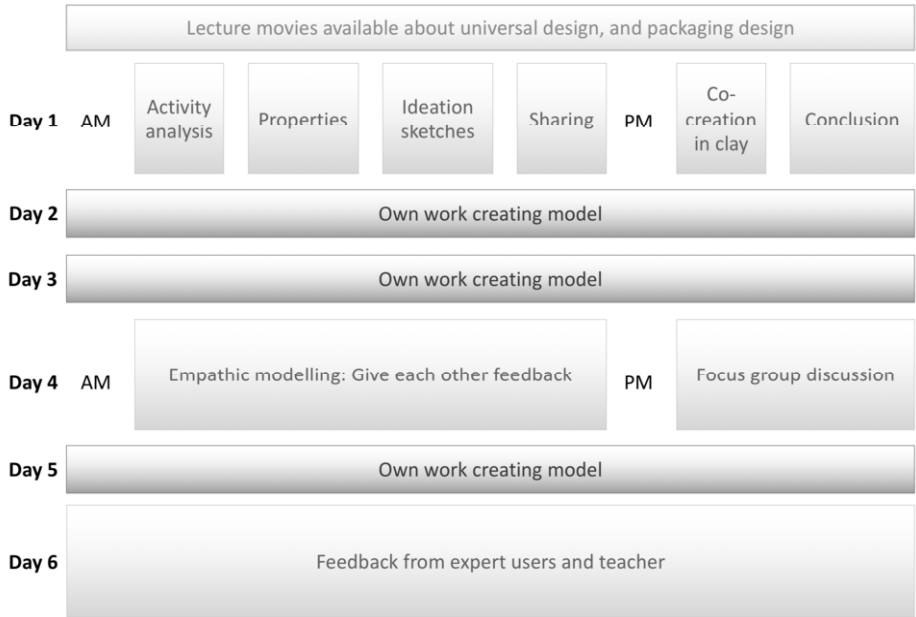 Lecture movies available about universal design, and packaging design
Day 1
AM
Activity
analysis
Properties
Ideation
sketches
Sharing
PM
Co-
creation
in clay
Conclusion
Day 2
Own work creating model
Day 3
Own work creating model
Day 4
AM
Empathic modelling: Give each other feedback
PM
Focus group discussion
Day 5
Own work creating model
Day 6
Feedback from expert users and teacher